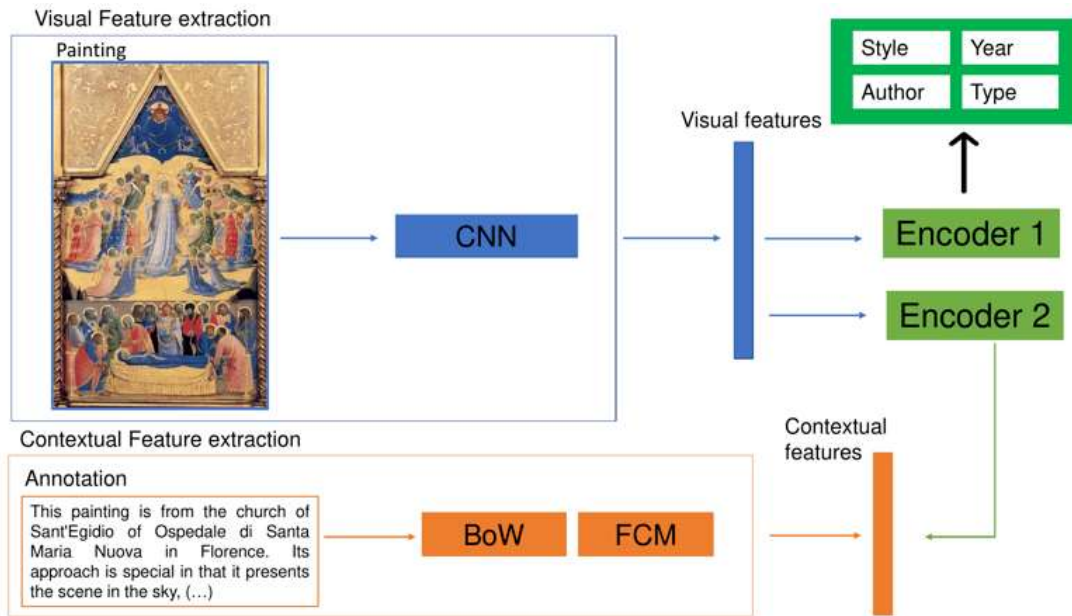 Visual Feature extraction
Painting
CNN
Visual features
Style
Year
Author
Type
Encoder 1
Encoder 2
Contextual Feature extraction
Annotation
This painting is from the church of
Sant'Egidio of Ospedale di Santa
Maria Nuova in Florence. Its
approach is special in that it presents
the scene in the sky, (...)
BoW
FCM
Contextual
features